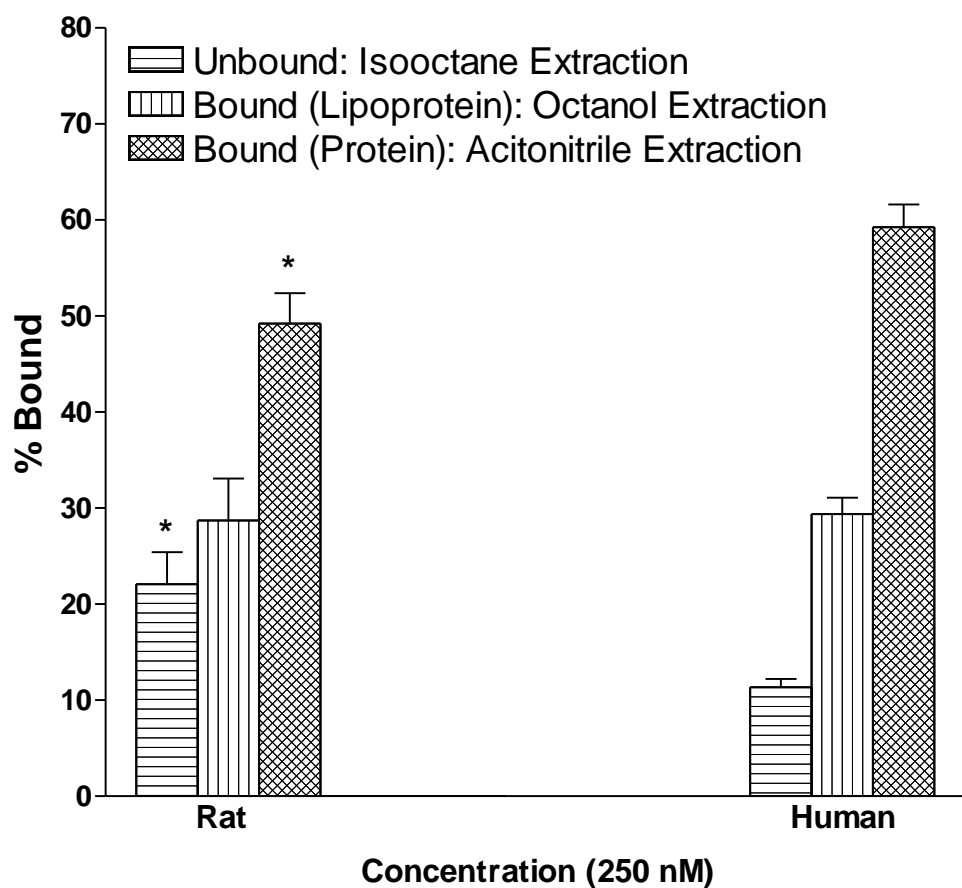 80
70
60
50
40
30
20
10
0
% Bound
Unbound: Isooctane Extraction
Bound (Lipoprotein): Octanol Extraction
Bound (Protein): Acitonitrile Extraction
*
*
Rat
Human
Concentration (250 nM)